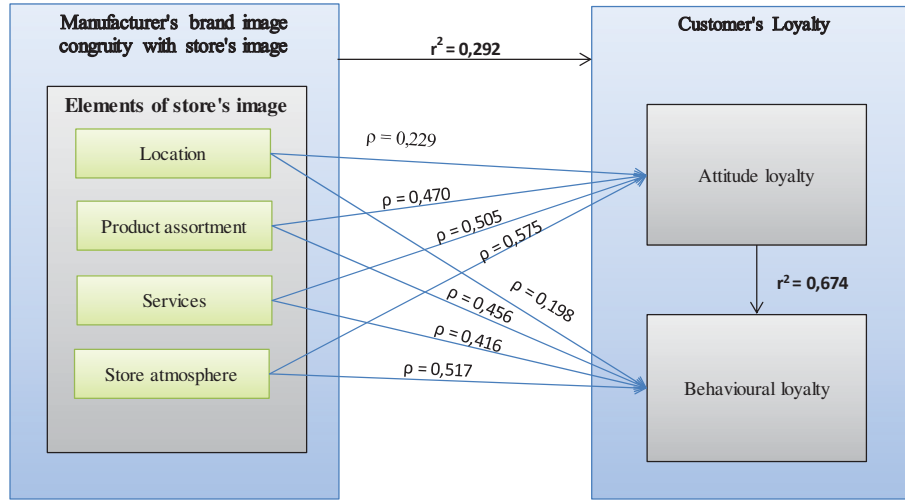 Manufacturer's brand image
congruity with store's image
Customer's Loyalty
r² = 0,292
Elements of store's image
Location
Product assortment
Services
Store atmosphere
ρ = 0,229
ρ = 0,470
ρ = 0,505
ρ = 0,575
ρ = 0,198
ρ = 0,456
ρ = 0,416
ρ = 0,517
Attitude loyalty
r² = 0,674
Behavioural loyalty